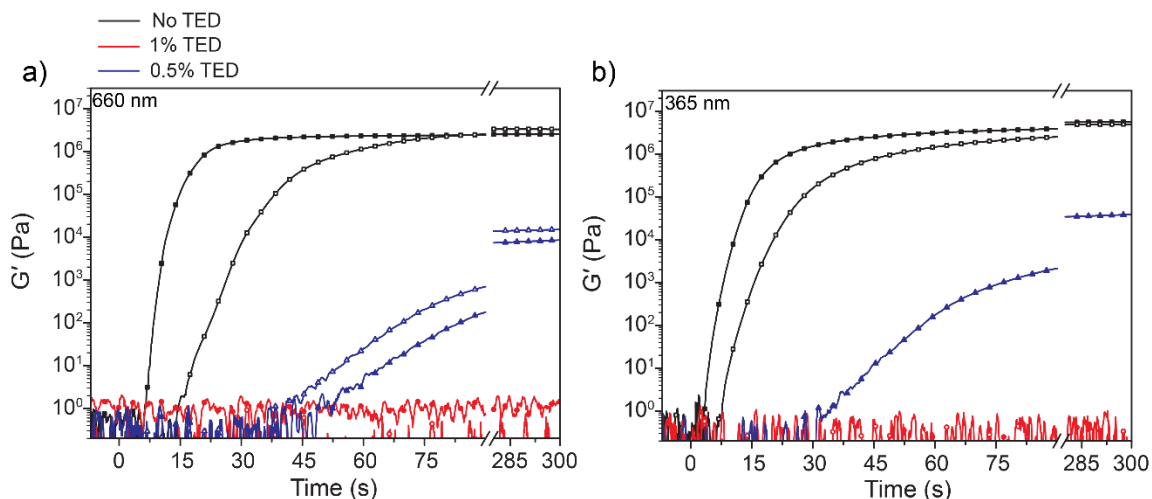 No TED
1% TED
0.5% TED
a)
b)
660 nm
365 nm
10⁷
10⁶
10⁵
10⁴
10³
10²
10¹
10⁰
G′ (Pa)
0 15 30 45 60 75 285 300
Time (s)
10⁷
10⁶
10⁵
10⁴
10³
10²
10¹
10⁰
G′ (Pa)
0 15 30 45 60 75 285 300
Time (s)